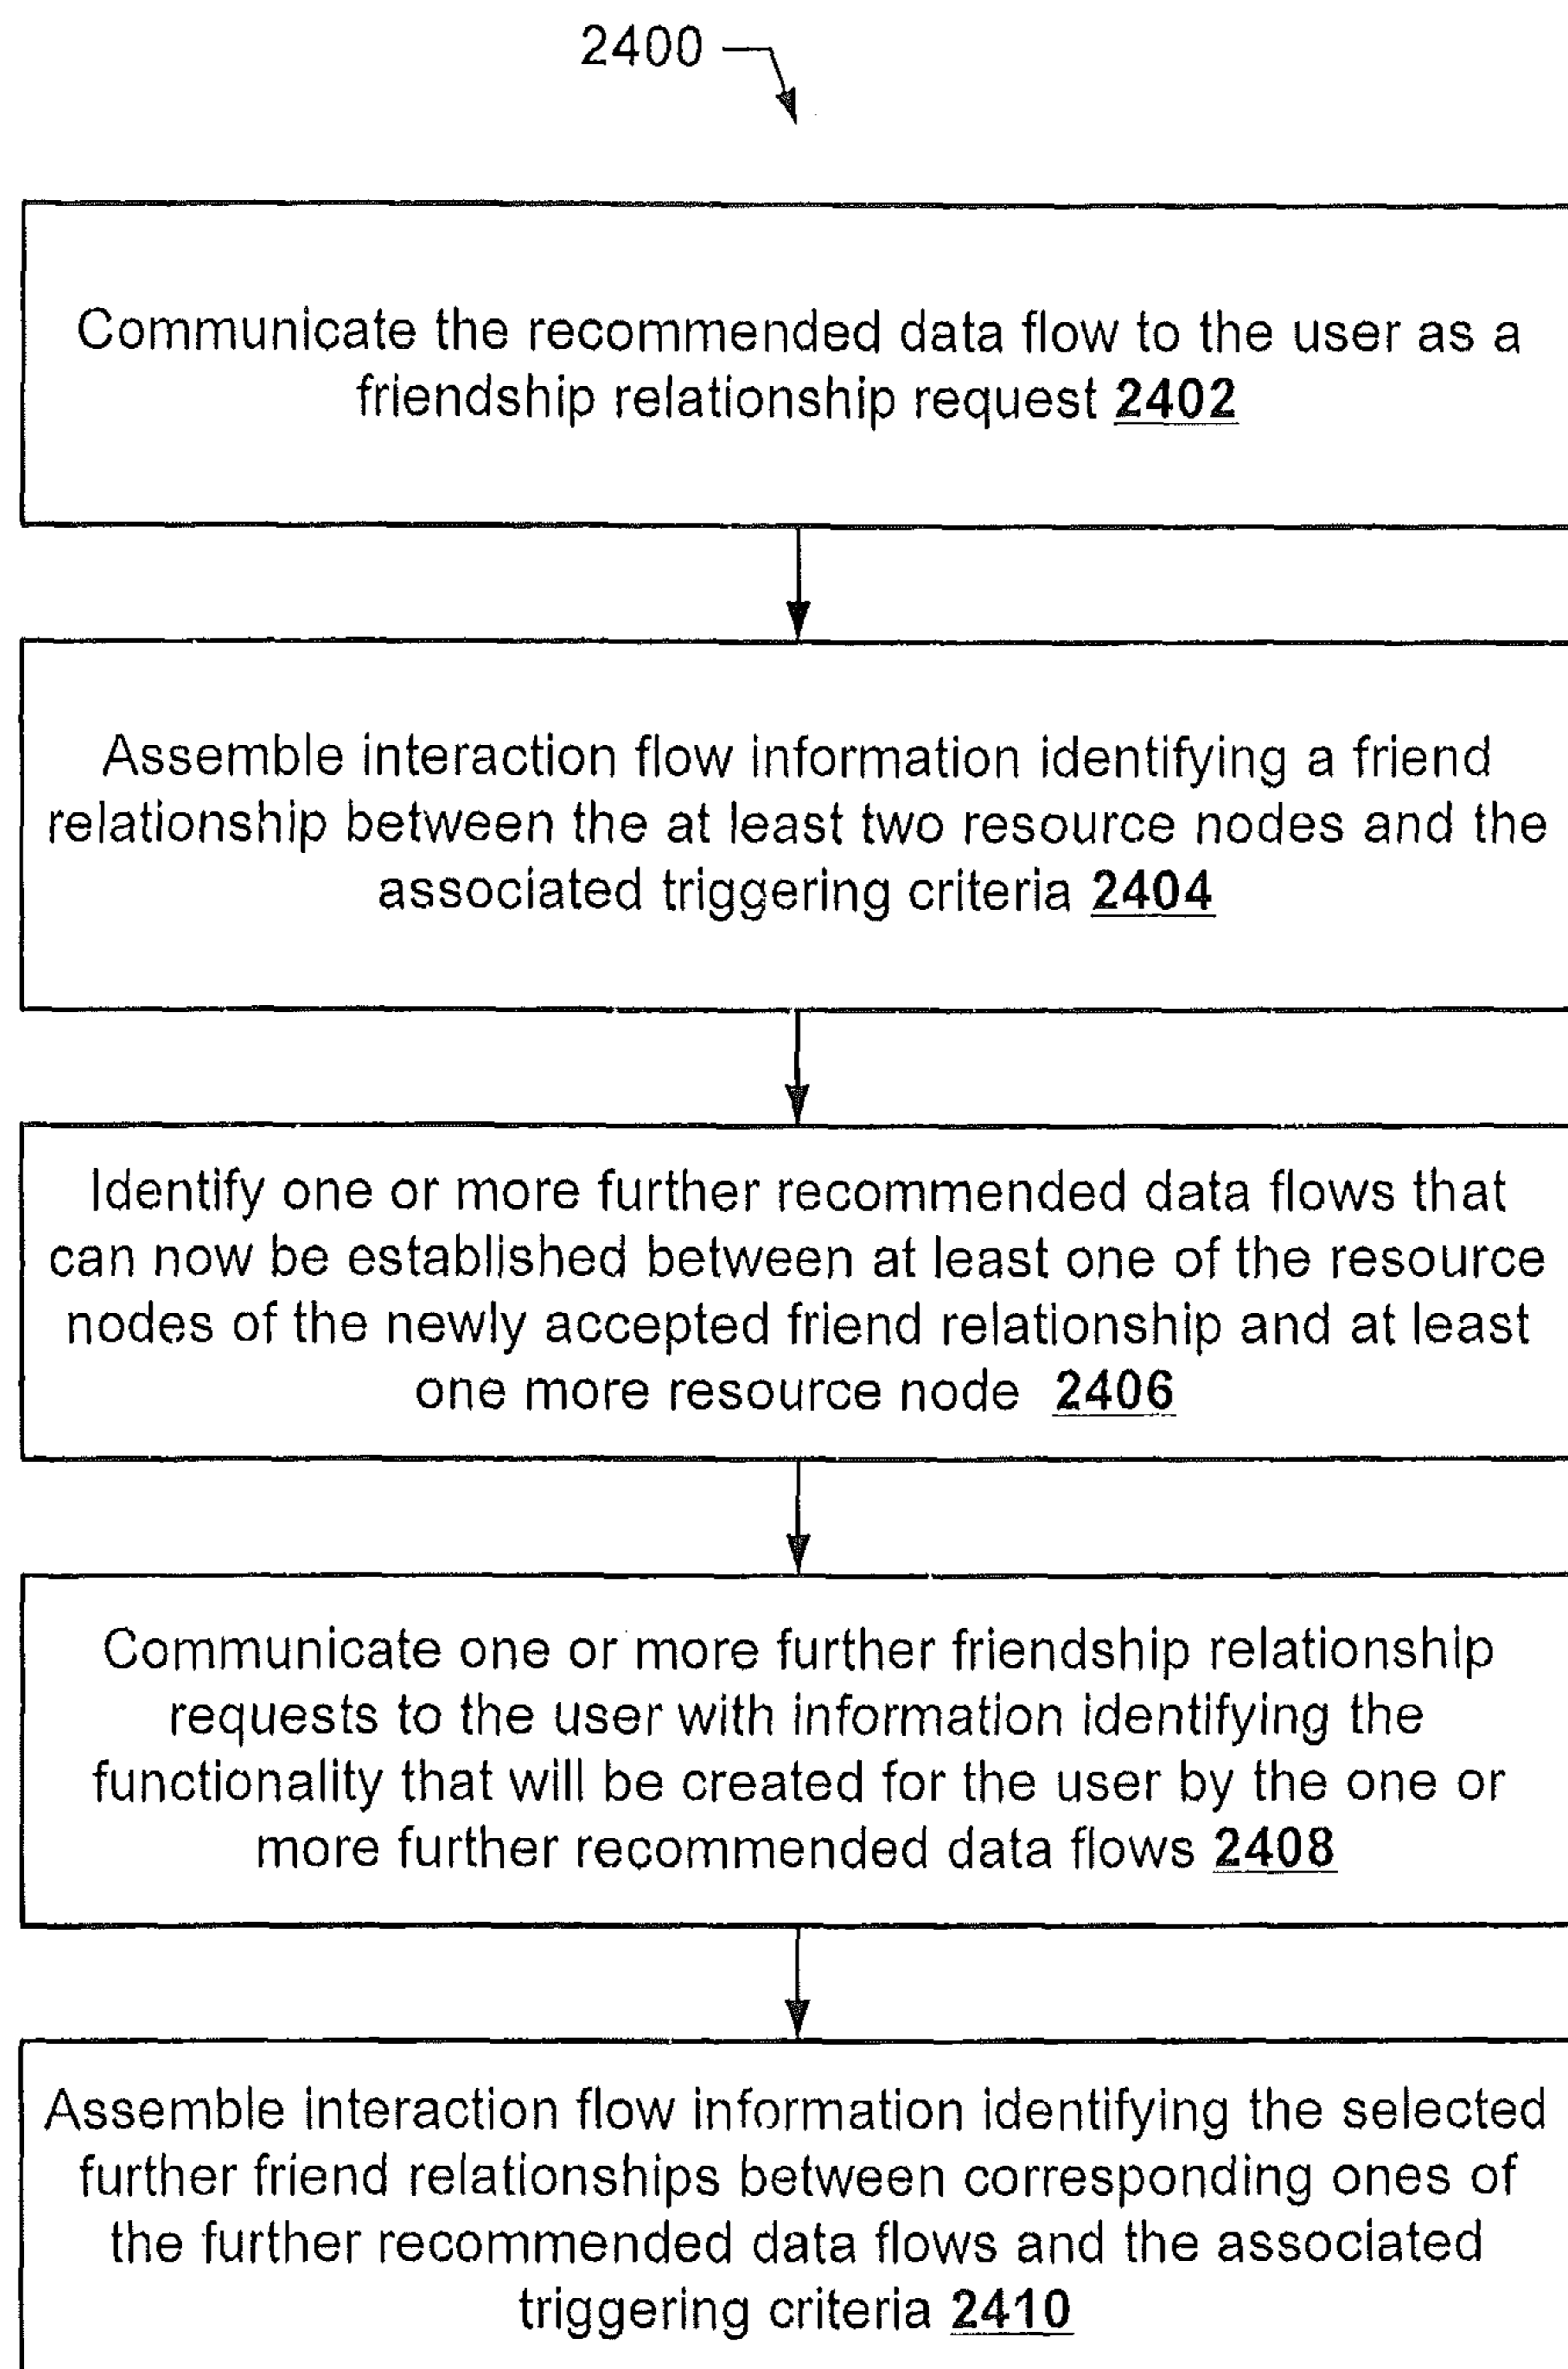 2400
Communicate the recommended data flow to the user as a
friendship relationship request 2402
Assemble interaction flow information identifying a friend
relationship between the at least two resource nodes and the
associated triggering criteria 2404
Identify one or more further recommended data flows that
can now be established between at least one of the resource
nodes of the newly accepted friend relationship and at least
one more resource node 2406
Communicate one or more further friendship relationship
requests to the user with information identifying the
functionality that will be created for the user by the one or
more further recommended data flows 2408
Assemble interaction flow information identifying the selected
further friend relationships between corresponding ones of
the further recommended data flows and the associated
triggering criteria 2410